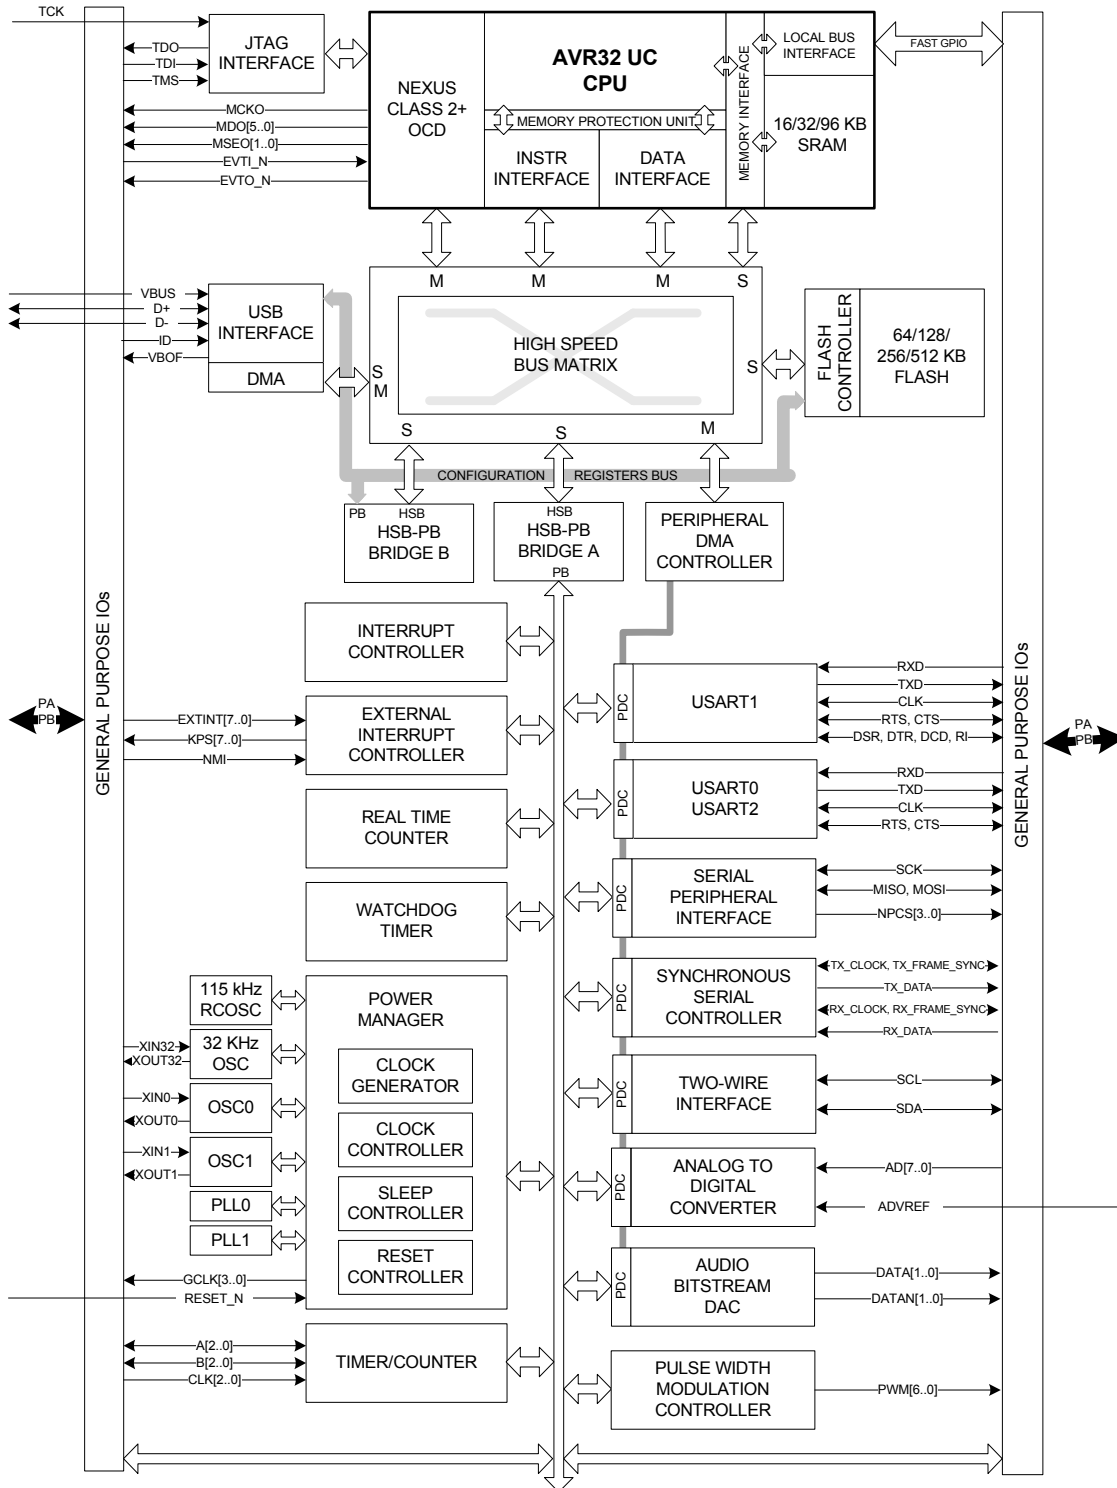 TCK
TDO
TDI
TMS
JTAG
INTERFACE
MCKO
MDO[5..0]
MSEO[1..0]
EVTI_N
EVTO_N
NEXUS
CLASS 2+
OCD
AVR32 UC
CPU
MEMORY PROTECTION UNIT
INSTR
INTERFACE
DATA
INTERFACE
MEMORY INTERFACE
LOCAL BUS
INTERFACE
16/32/96 KB
SRAM
FAST GPIO
M
M
M
S
VBUS
D+
D-
ID
VBOF
USB
INTERFACE
DMA
S
M
HIGH SPEED
BUS MATRIX
S
FLASH
CONTROLLER
64/128/
256/512 KB
FLASH
S
S
M
CONFIGURATION REGISTERS BUS
PB
HSB
HSB-PB
BRIDGE B
HSB
HSB-PB
BRIDGE A
PB
PERIPHERAL
DMA
CONTROLLER
GENERAL PURPOSE IOs
PA
PB
INTERRUPT
CONTROLLER
EXTINT[7..0]
KPS[7..0]
NMI
EXTERNAL
INTERRUPT
CONTROLLER
REAL TIME
COUNTER
WATCHDOG
TIMER
115 kHz
RCOSC
XIN32
XOUT32
32 KHz
OSC
XIN0
XOUT0
OSC0
XIN1
XOUT1
OSC1
PLL0
PLL1
GCLK[3..0]
RESET_N
POWER
MANAGER
CLOCK
GENERATOR
CLOCK
CONTROLLER
SLEEP
CONTROLLER
RESET
CONTROLLER
A[2..0]
B[2..0]
CLK[2..0]
TIMER/COUNTER
PDC
USART1
RXD
TXD
CLK
RTS, CTS
DSR, DTR, DCD, RI
PDC
USART0
USART2
RXD
TXD
CLK
RTS, CTS
PDC
SERIAL
PERIPHERAL
INTERFACE
SCK
MISO, MOSI
NPCS[3..0]
PDC
SYNCHRONOUS
SERIAL
CONTROLLER
TX_CLOCK, TX_FRAME_SYNC
TX_DATA
RX_CLOCK, RX_FRAME_SYNC
RX_DATA
PDC
TWO-WIRE
INTERFACE
SCL
SDA
PDC
ANALOG TO
DIGITAL
CONVERTER
AD[7..0]
ADVREF
PDC
AUDIO
BITSTREAM
DAC
DATA[1..0]
DATAN[1..0]
PULSE WIDTH
MODULATION
CONTROLLER
PWM[6..0]
GENERAL PURPOSE IOs
PA
PB